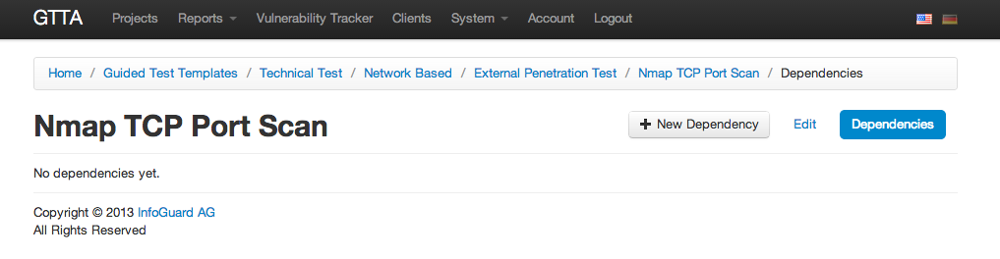 GTTA Projects Reports Vulnerability Tracker Clients System Account Logout
Home / Guided Test Templates / Technical Test / Network Based / External Penetration Test / Nmap TCP Port Scan / Dependencies
Nmap TCP Port Scan + New Dependency Edit Dependencies
No dependencies yet.
Copyright © 2013 InfoGuard AG
All Rights Reserved